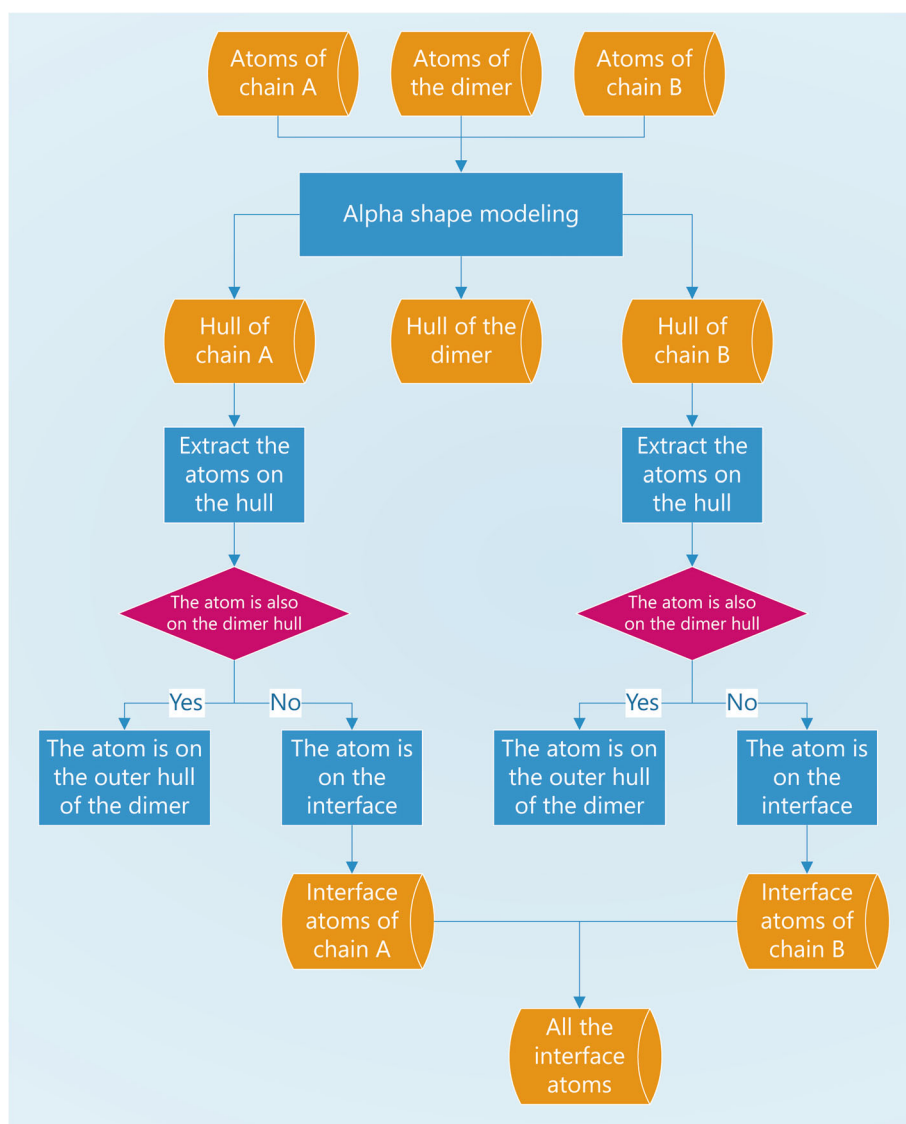 Atoms of
chain A
Atoms of
the dimer
Atoms of
chain B
Alpha shape modeling
Hull of
chain A
Hull of the
dimer
Hull of
chain B
Extract the
atoms on
the hull
Extract the
atoms on
the hull
The atom is also
on the dimer hull
The atom is also
on the dimer hull
Yes
No
Yes
No
The atom is on
the outer hull
of the dimer
The atom is
on the
interface
The atom is on
the outer hull
of the dimer
The atom is
on the
interface
Interface
atoms of
chain A
Interface
atoms of
chain B
All the
interface
atoms